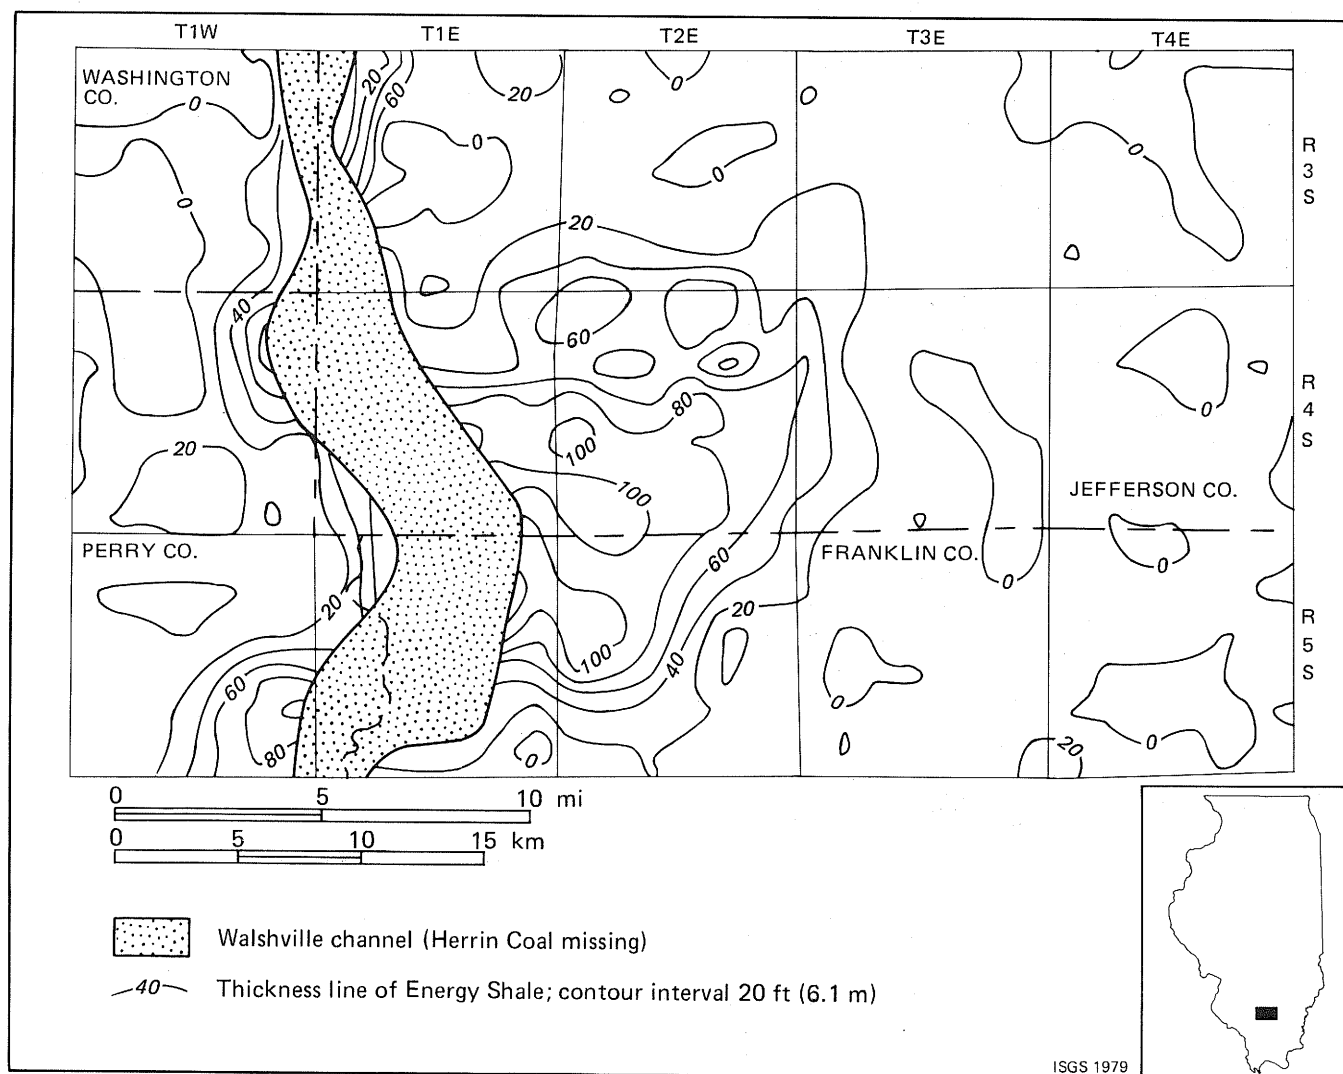 T1W T1E T2E T3E T4E
WASHINGTON
CO.
0
20
60
20
0
0
0
0
0
R
3
S
0
20
40
60
R
4
S
0
80
20
100
100
JEFFERSON CO.
PERRY CO.
FRANKLIN CO.
60
0
0
20
20
R
5
S
100
40
60
0
80
0
0
20
0 5 10 mi
0 5 10 15 km
Walshville channel (Herrin Coal missing)
40 Thickness line of Energy Shale; contour interval 20 ft (6.1 m)
ISGS 1979